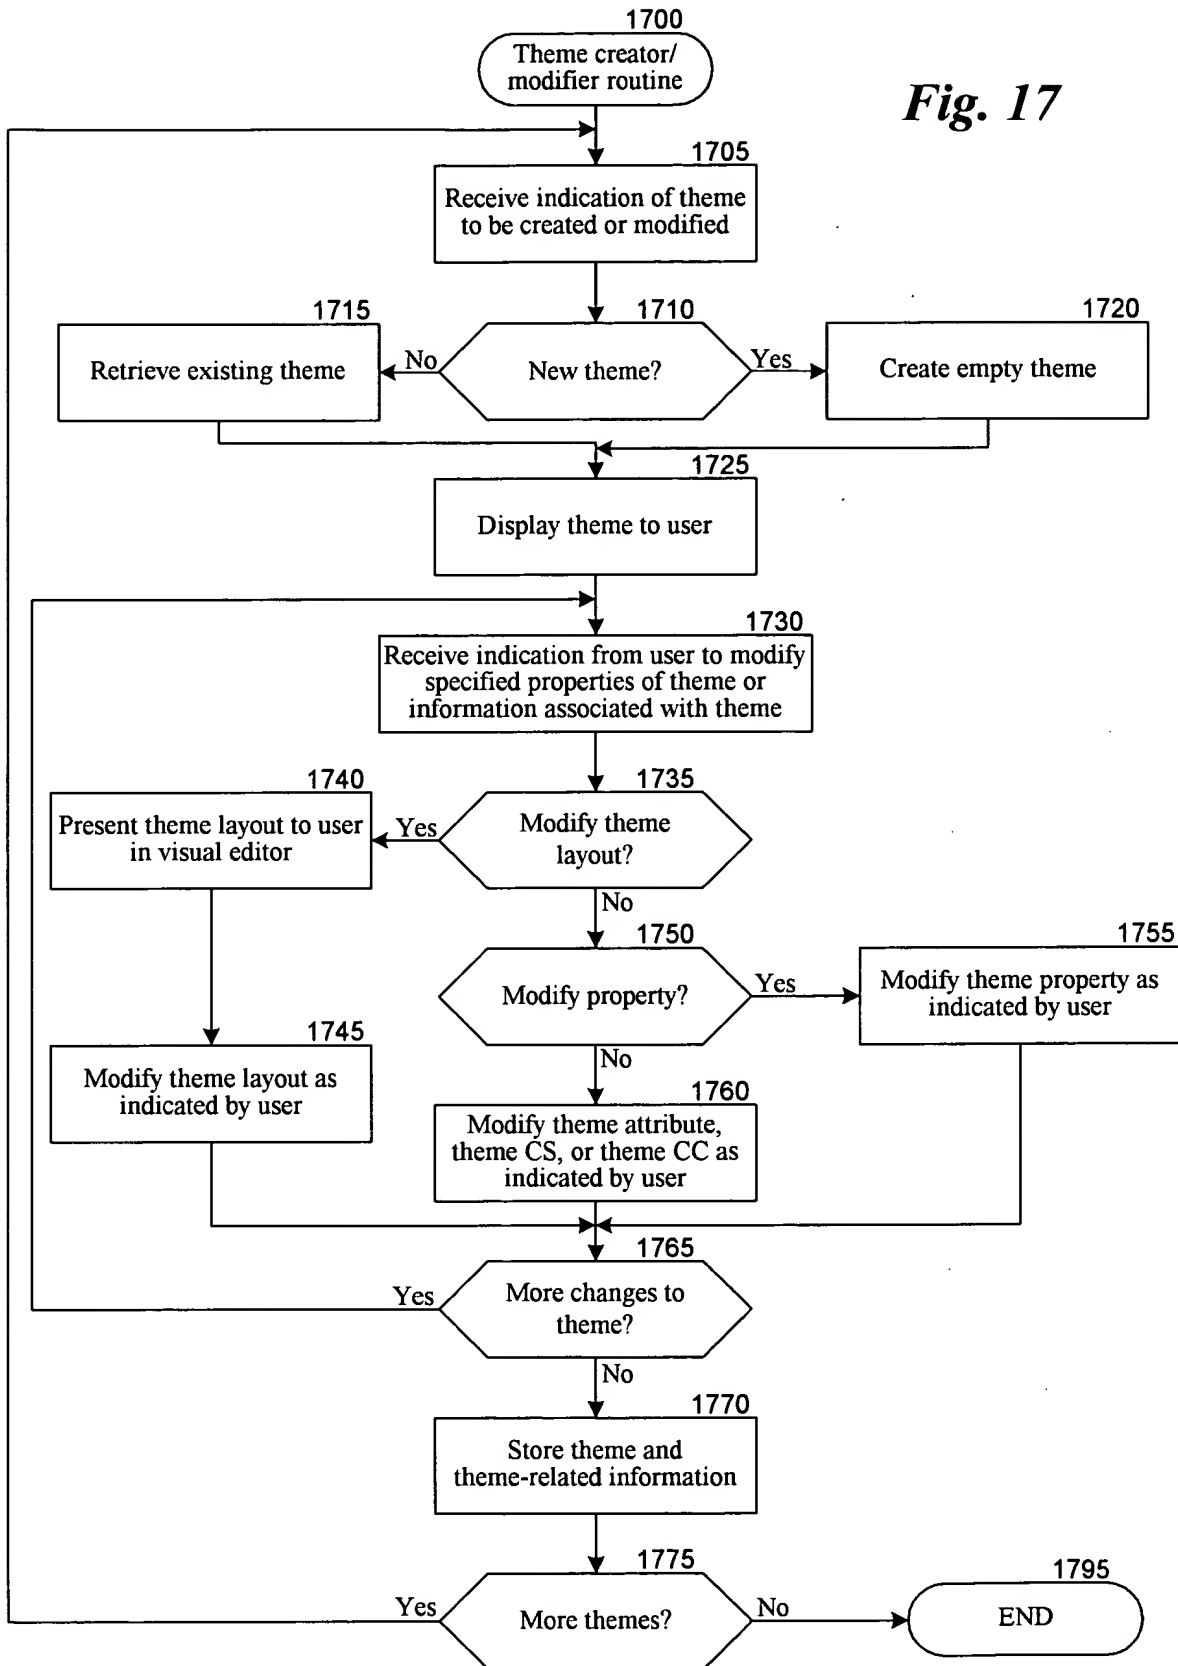 1700
Theme creator/
modifier routine
Fig. 17
1705
Receive indication of theme
to be created or modified
1715
1710
1720
Retrieve existing theme
No
New theme?
Yes
Create empty theme
1725
Display theme to user
1730
Receive indication from user to modify
specified properties of theme or
information associated with theme
1740
1735
Present theme layout to user
in visual editor
Yes
Modify theme
layout?
No
1750
1755
Modify property?
Yes
Modify theme property as
indicated by user
1745
No
Modify theme layout as
indicated by user
1760
Modify theme attribute,
theme CS, or theme CC as
indicated by user
1765
Yes
More changes to
theme?
No
1770
Store theme and
theme-related information
1775
1795
Yes
More themes?
No
END